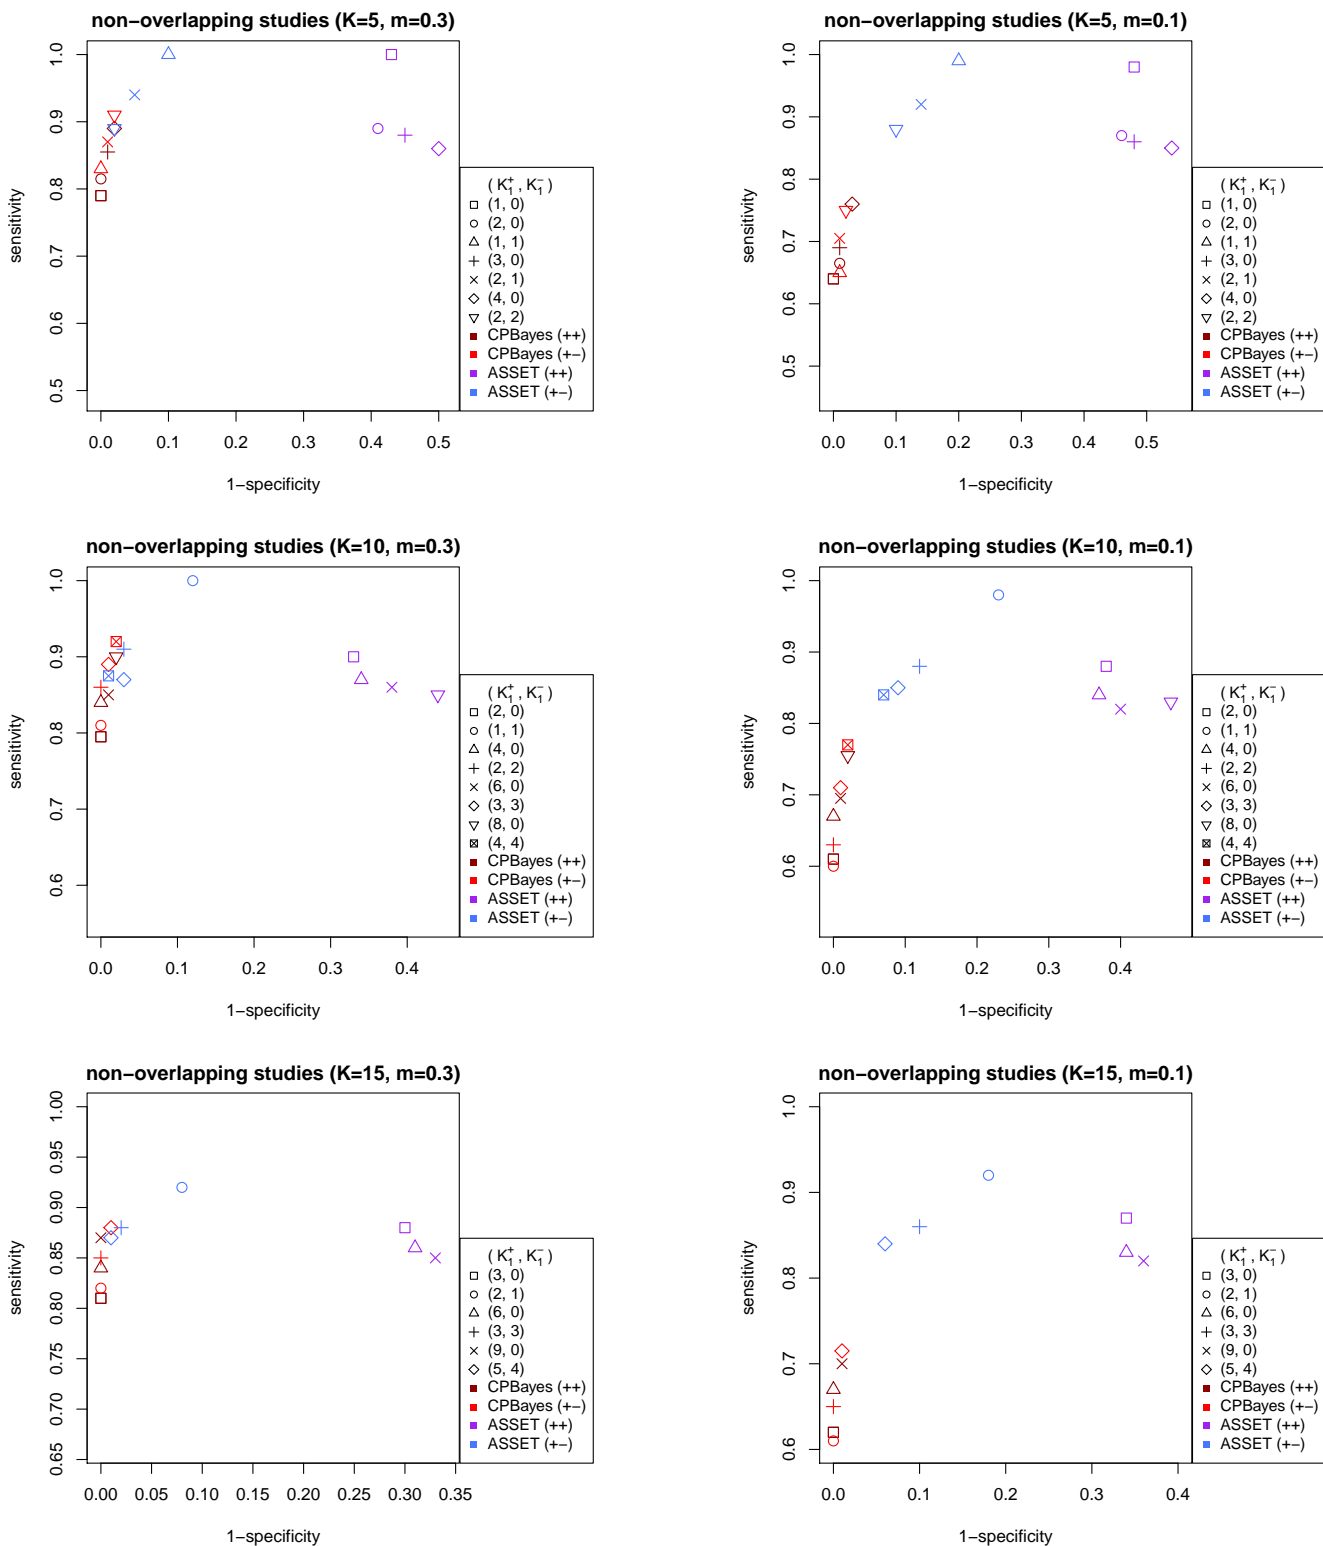 non−overlapping studies (K=5, m=0.3)
sensitivity
1.0
0.9
0.8
0.7
0.6
0.5
0.0 0.1 0.2 0.3 0.4 0.5
1−specificity
( K₁⁺ , K₁⁻ )
(1, 0)
(2, 0)
(1, 1)
(3, 0)
(2, 1)
(4, 0)
(2, 2)
CPBayes (++)
CPBayes (+−)
ASSET (++)
ASSET (+−)
non−overlapping studies (K=5, m=0.1)
sensitivity
1.0
0.9
0.8
0.7
0.6
0.5
0.0 0.1 0.2 0.3 0.4 0.5
1−specificity
( K₁⁺ , K₁⁻ )
(1, 0)
(2, 0)
(1, 1)
(3, 0)
(2, 1)
(4, 0)
(2, 2)
CPBayes (++)
CPBayes (+−)
ASSET (++)
ASSET (+−)
non−overlapping studies (K=10, m=0.3)
sensitivity
1.0
0.9
0.8
0.7
0.6
0.0 0.1 0.2 0.3 0.4
1−specificity
( K₁⁺ , K₁⁻ )
(2, 0)
(1, 1)
(4, 0)
(2, 2)
(6, 0)
(3, 3)
(8, 0)
(4, 4)
CPBayes (++)
CPBayes (+−)
ASSET (++)
ASSET (+−)
non−overlapping studies (K=10, m=0.1)
sensitivity
1.0
0.9
0.8
0.7
0.6
0.0 0.1 0.2 0.3 0.4
1−specificity
( K₁⁺ , K₁⁻ )
(2, 0)
(1, 1)
(4, 0)
(2, 2)
(6, 0)
(3, 3)
(8, 0)
(4, 4)
CPBayes (++)
CPBayes (+−)
ASSET (++)
ASSET (+−)
non−overlapping studies (K=15, m=0.3)
sensitivity
1.00
0.95
0.90
0.85
0.80
0.75
0.70
0.65
0.00 0.05 0.10 0.15 0.20 0.25 0.30 0.35
1−specificity
( K₁⁺ , K₁⁻ )
(3, 0)
(2, 1)
(6, 0)
(3, 3)
(9, 0)
(5, 4)
CPBayes (++)
CPBayes (+−)
ASSET (++)
ASSET (+−)
non−overlapping studies (K=15, m=0.1)
sensitivity
1.0
0.9
0.8
0.7
0.6
0.0 0.1 0.2 0.3 0.4
1−specificity
( K₁⁺ , K₁⁻ )
(3, 0)
(2, 1)
(6, 0)
(3, 3)
(9, 0)
(5, 4)
CPBayes (++)
CPBayes (+−)
ASSET (++)
ASSET (+−)